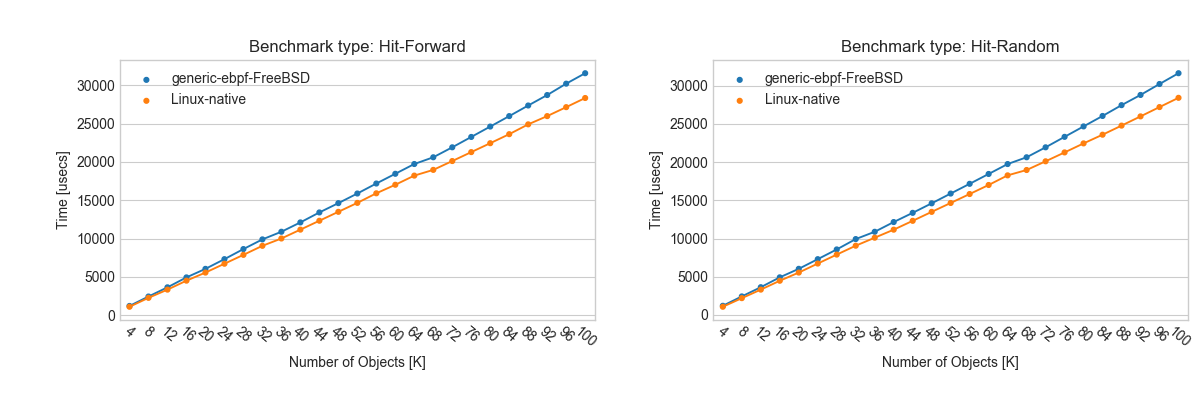 Benchmark type: Hit-Forward
generic-ebpf-FreeBSD
Linux-native
Time [usecs]
30000
25000
20000
15000
10000
5000
0
4 8 12 16 20 24 28 32 36 40 44 48 52 56 60 64 68 72 76 80 84 88 92 96 100
Number of Objects [K]
Benchmark type: Hit-Random
generic-ebpf-FreeBSD
Linux-native
Time [usecs]
30000
25000
20000
15000
10000
5000
0
4 8 12 16 20 24 28 32 36 40 44 48 52 56 60 64 68 72 76 80 84 88 92 96 100
Number of Objects [K]